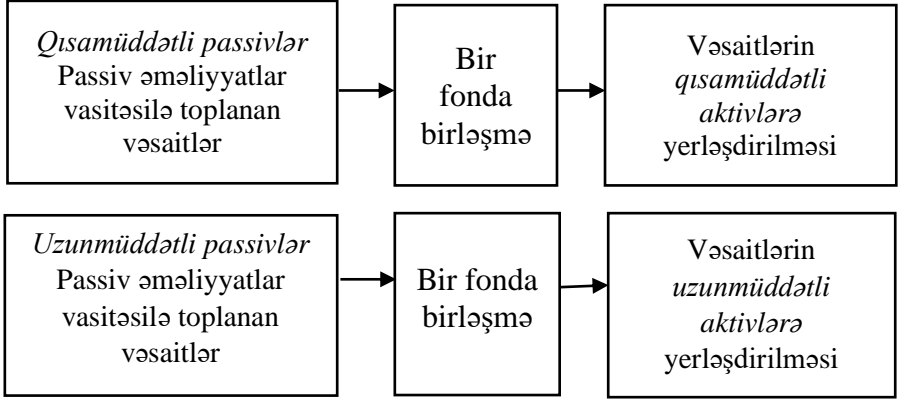 Qısamüddətli passivlər
Passiv əməliyyatlar
vasitəsilə toplanan
vəsaitlər
Bir
fonda
birləşmə
Vəsaitlərin
qısamüddətli
aktivlərə
yerləşdirilməsi
Uzunmüddətli passivlər
Passiv əməliyyatlar
vasitəsilə toplanan
vəsaitlər
Bir fonda
birləşmə
Vəsaitlərin
uzunmüddətli
aktivlərə
yerləşdirilməsi